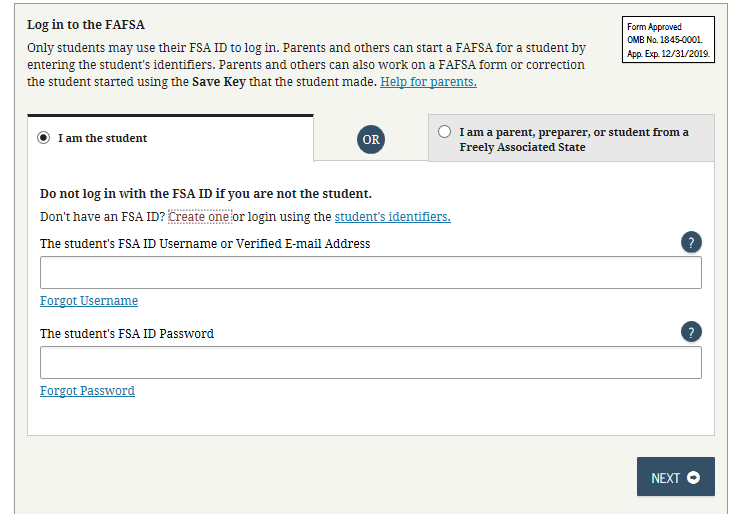 Log in to the FAFSA
Form Approved
OMB No. 1845-0001.
App. Exp. 12/31/2019.
Only students may use their FSA ID to log in. Parents and others can start a FAFSA for a student by
entering the student's identifiers. Parents and others can also work on a FAFSA form or correction
the student started using the Save Key that the student made. Help for parents.
I am the student
OR
I am a parent, preparer, or student from a
Freely Associated State
Do not log in with the FSA ID if you are not the student.
Don't have an FSA ID? Create one or login using the student's identifiers.
The student's FSA ID Username or Verified E-mail Address
?
Forgot Username
The student's FSA ID Password
?
Forgot Password
NEXT